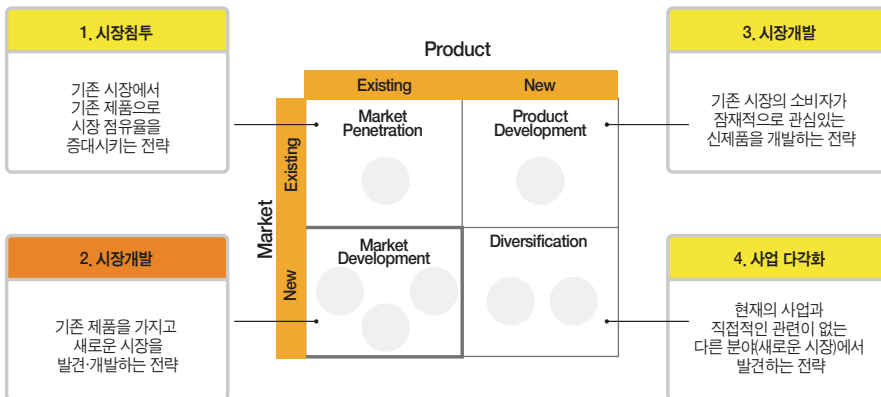 1. 시장침투
기존 시장에서
기존 제품으로
시장 점유율을
증대시키는 전략
2. 시장개발
기존 제품을 가지고
새로운 시장을
발견·개발하는 전략
Product
Existing
New
Market
Existing
New
Market
Penetration
Product
Development
Market
Development
Diversification
3. 시장개발
기존 시장의 소비자가
잠재적으로 관심있는
신제품을 개발하는 전략
4. 사업 다각화
현재의 사업과
직접적인 관련이 없는
다른 분야(새로운 시장)에서
발견하는 전략